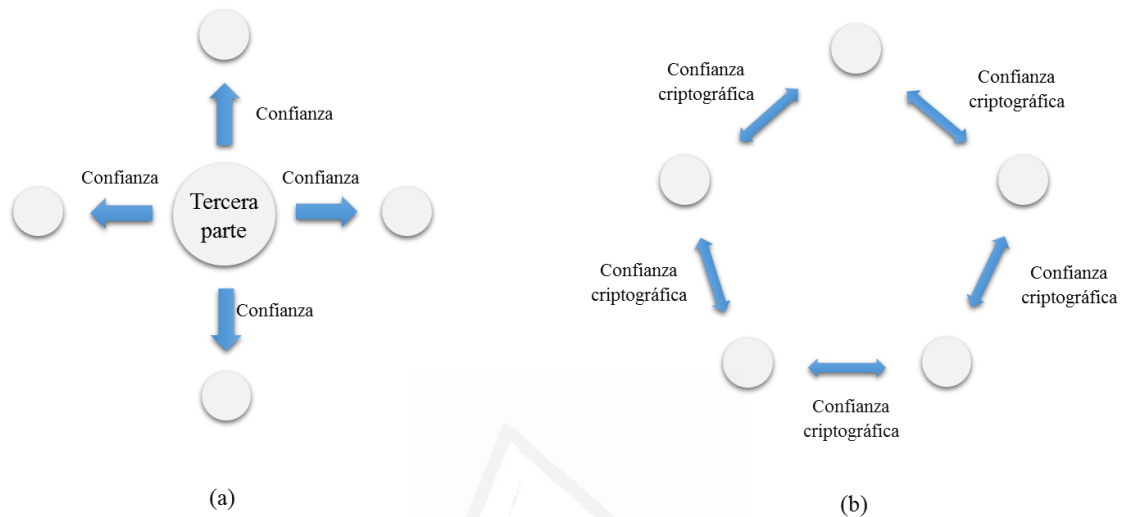 Confianza
Confianza
Confianza
Tercera
parte
Confianza
(a)
Confianza
criptográfica
Confianza
criptográfica
Confianza
criptográfica
Confianza
criptográfica
Confianza
criptográfica
(b)